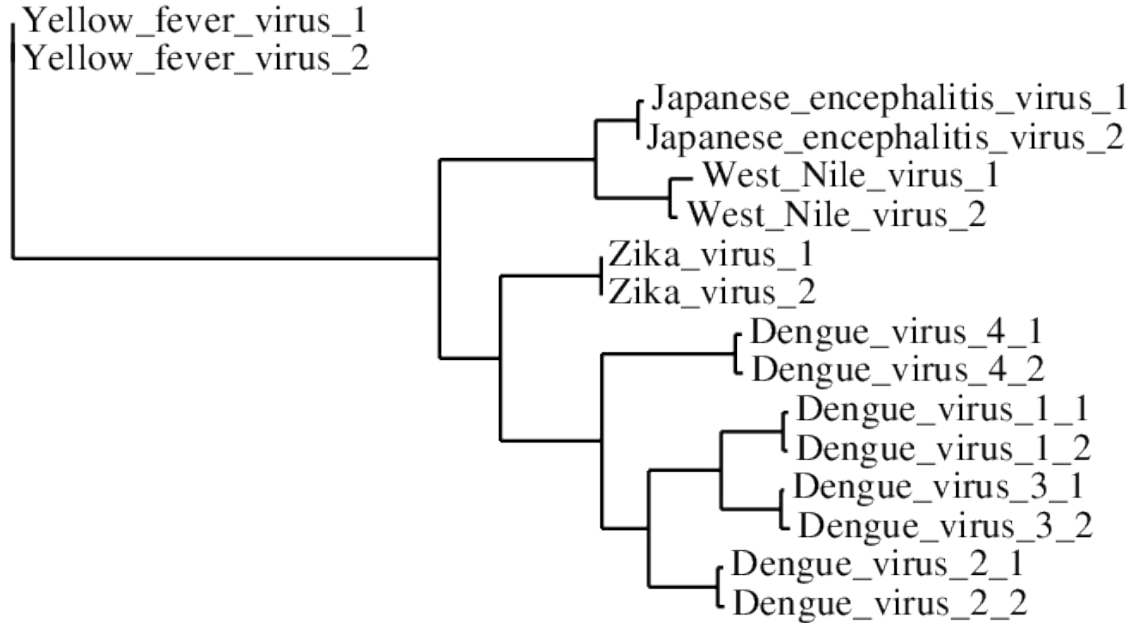 Yellow_fever_virus_1
Yellow_fever_virus_2
Japanese_encephalitis_virus_1
Japanese_encephalitis_virus_2
West_Nile_virus_1
West_Nile_virus_2
Zika_virus_1
Zika_virus_2
Dengue_virus_4_1
Dengue_virus_4_2
Dengue_virus_1_1
Dengue_virus_1_2
Dengue_virus_3_1
Dengue_virus_3_2
Dengue_virus_2_1
Dengue_virus_2_2